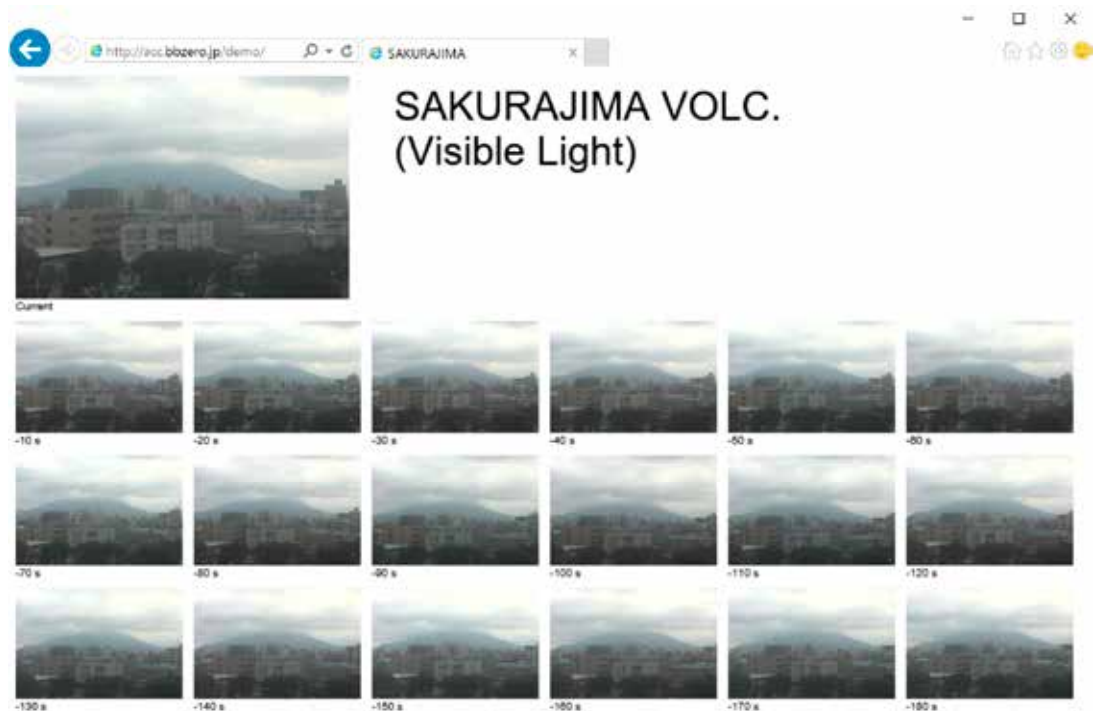 http://acc.bbzero.jp/demo/
SAKURAJIMA
SAKURAJIMA VOLC.
(Visible Light)
Current
-10 s
-20 s
-30 s
-40 s
-50 s
-60 s
-70 s
-80 s
-90 s
-100 s
-110 s
-120 s
-130 s
-140 s
-150 s
-160 s
-170 s
-180 s